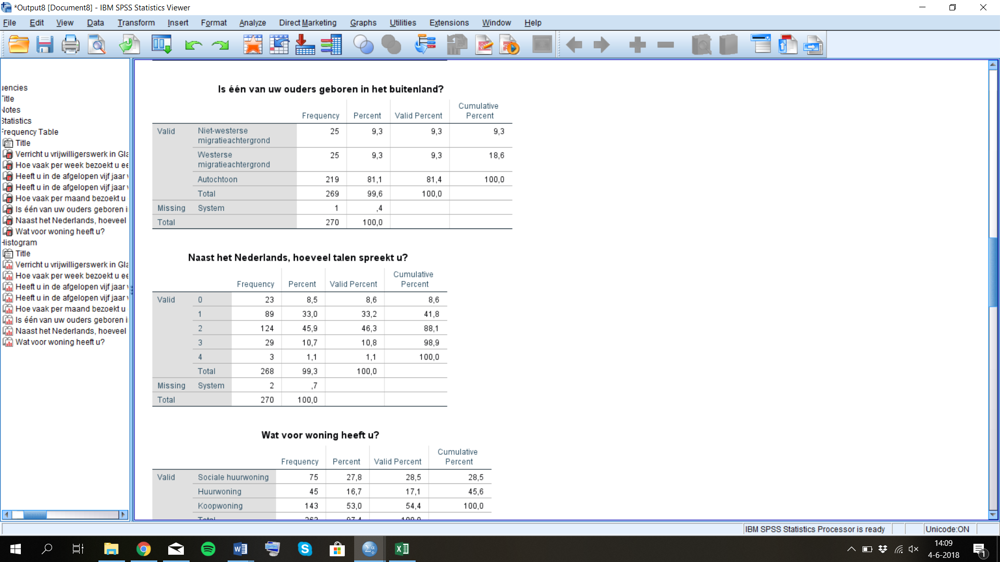 *Output8 [Document8] - IBM SPSS Statistics Viewer
File Edit View Data Transform Insert Format Analyze Direct Marketing Graphs Utilities Extensions Window Help
uencies
Title
Notes
Statistics
Frequency Table
Title
Verricht u vrijwilligerswerk in Gla
Hoe vaak per week bezoekt u ee
Heeft u in de afgelopen vijf jaar v
Heeft u in de afgelopen vijf jaar v
Hoe vaak per maand bezoekt u
Is één van uw ouders geboren i
Naast het Nederlands, hoeveel
Wat voor woning heeft u?
Histogram
Title
Verricht u vrijwilligerswerk in Gla
Hoe vaak per week bezoekt u ee
Heeft u in de afgelopen vijf jaar v
Heeft u in de afgelopen vijf jaar v
Hoe vaak per maand bezoekt u
Is één van uw ouders geboren i
Naast het Nederlands, hoeveel
Wat voor woning heeft u?
Is één van uw ouders geboren in het buitenland?
Frequency Percent Valid Percent Cumulative Percent
Valid Niet-westerse migratieachtergrond 25 9,3 9,3 9,3
Westerse migratieachtergrond 25 9,3 9,3 18,6
Autochtoon 219 81,1 81,4 100,0
Total 269 99,6 100,0
Missing System 1 ,4
Total 270 100,0
Naast het Nederlands, hoeveel talen spreekt u?
Frequency Percent Valid Percent Cumulative Percent
Valid 0 23 8,5 8,6 8,6
1 89 33,0 33,2 41,8
2 124 45,9 46,3 88,1
3 29 10,7 10,8 98,9
4 3 1,1 1,1 100,0
Total 268 99,3 100,0
Missing System 2 ,7
Total 270 100,0
Wat voor woning heeft u?
Frequency Percent Valid Percent Cumulative Percent
Valid Sociale huurwoning 75 27,8 28,5 28,5
Huurwoning 45 16,7 17,1 45,6
Koopwoning 143 53,0 54,4 100,0
Total 263 97,4 100,0
IBM SPSS Statistics Processor is ready Unicode:ON
14:09
4-6-2018
1